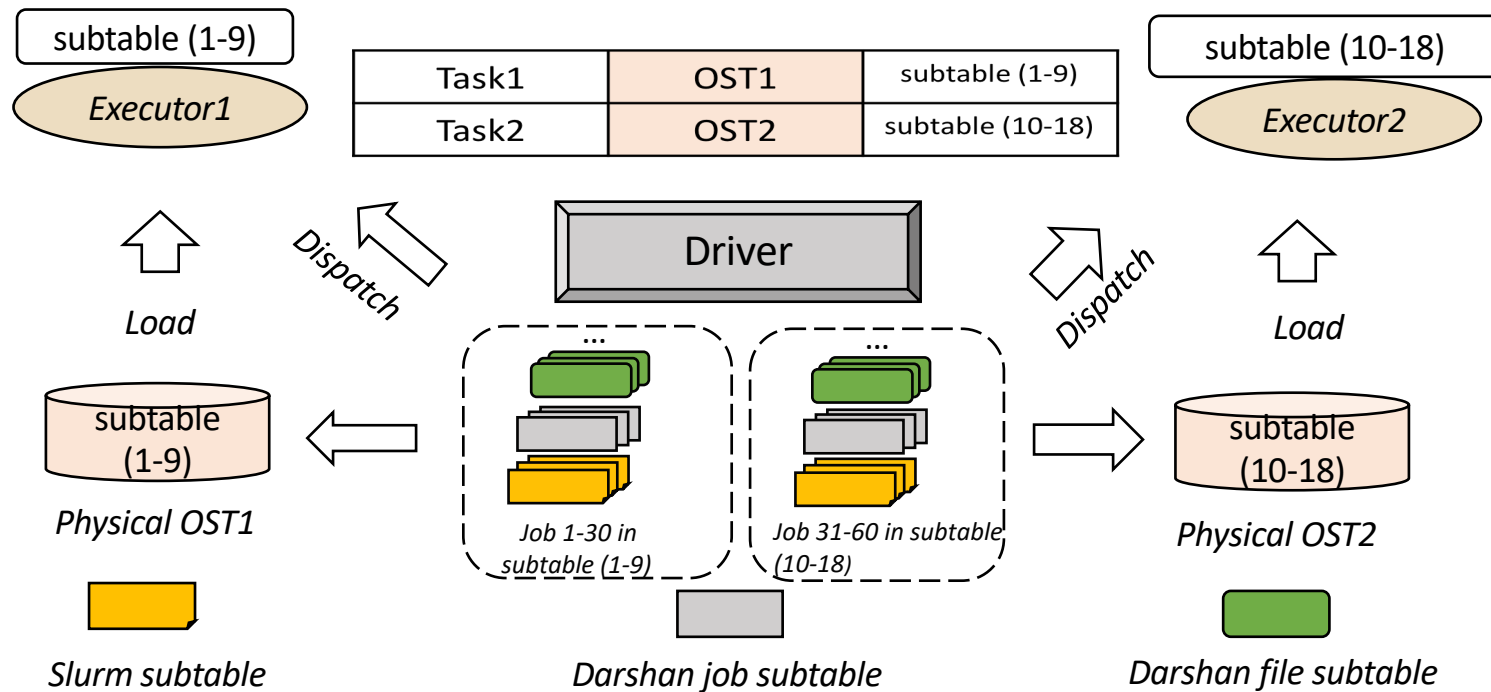 subtable (1-9)
Executor1
Task1 OST1 subtable (1-9)
Task2 OST2 subtable (10-18)
subtable (10-18)
Executor2
Dispatch
Driver
Dispatch
Load
Load
subtable
(1-9)
Physical OST1
...
Job 1-30 in
subtable (1-9)
...
Job 31-60 in subtable
(10-18)
subtable
(10-18)
Physical OST2
Slurm subtable
Darshan job subtable
Darshan file subtable